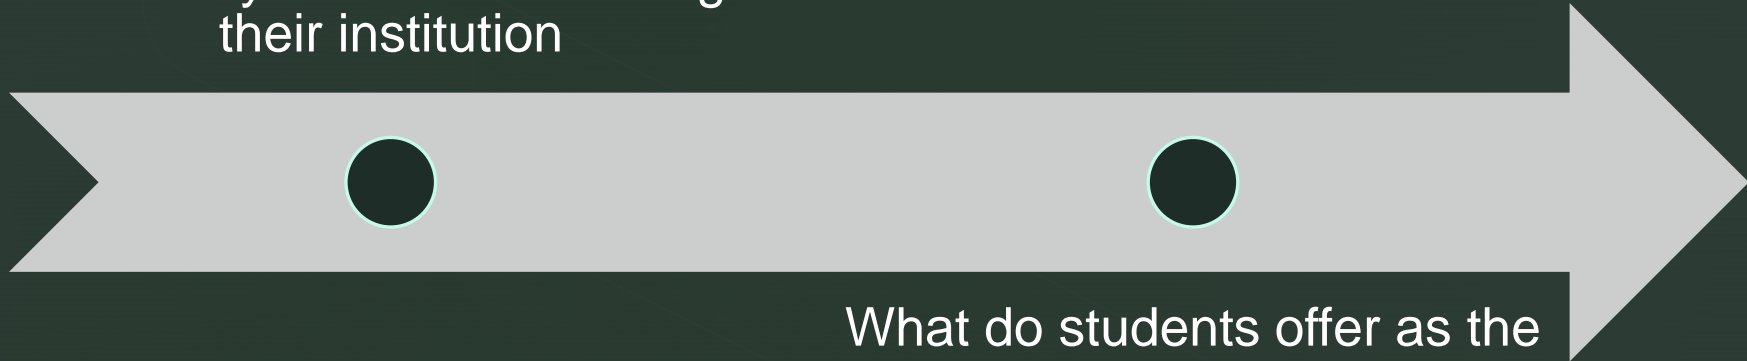 their institution
What do students offer as the